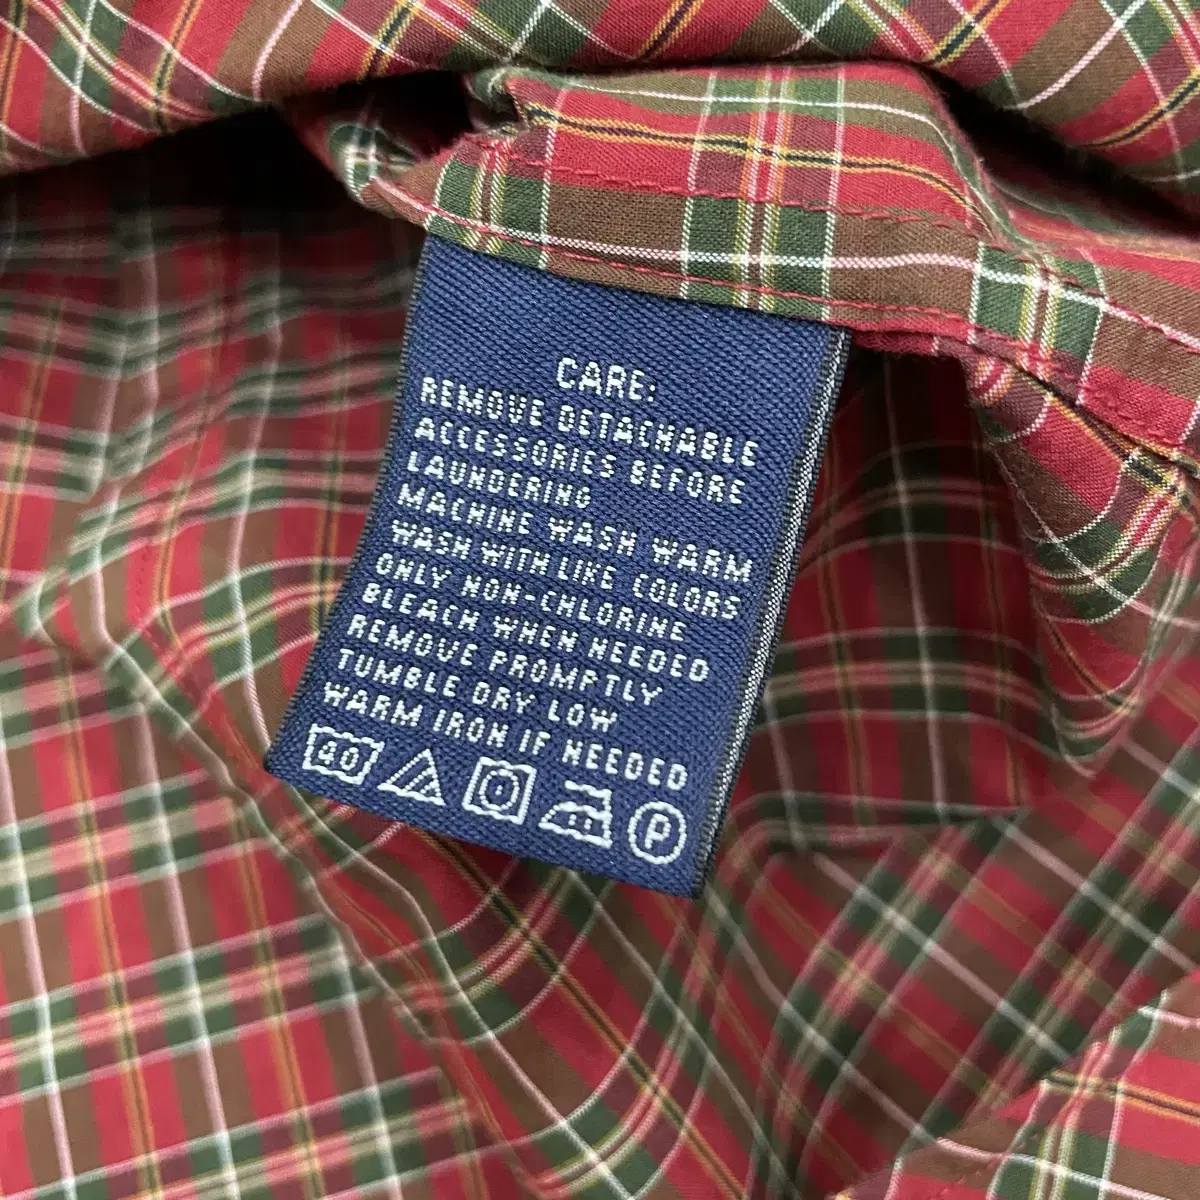 CARE:
REMOVE DETACHABLE
ACCESSORIES BEFORE
LAUNDERING
MACHINE WASH WARM
WASH WITH LIKE COLORS
ONLY NON-CHLORINE
BLEACH WHEN NEEDED
REMOVE PROMPTLY
TUMBLE DRY LOW
WARM IRON IF NEEDED
40 P